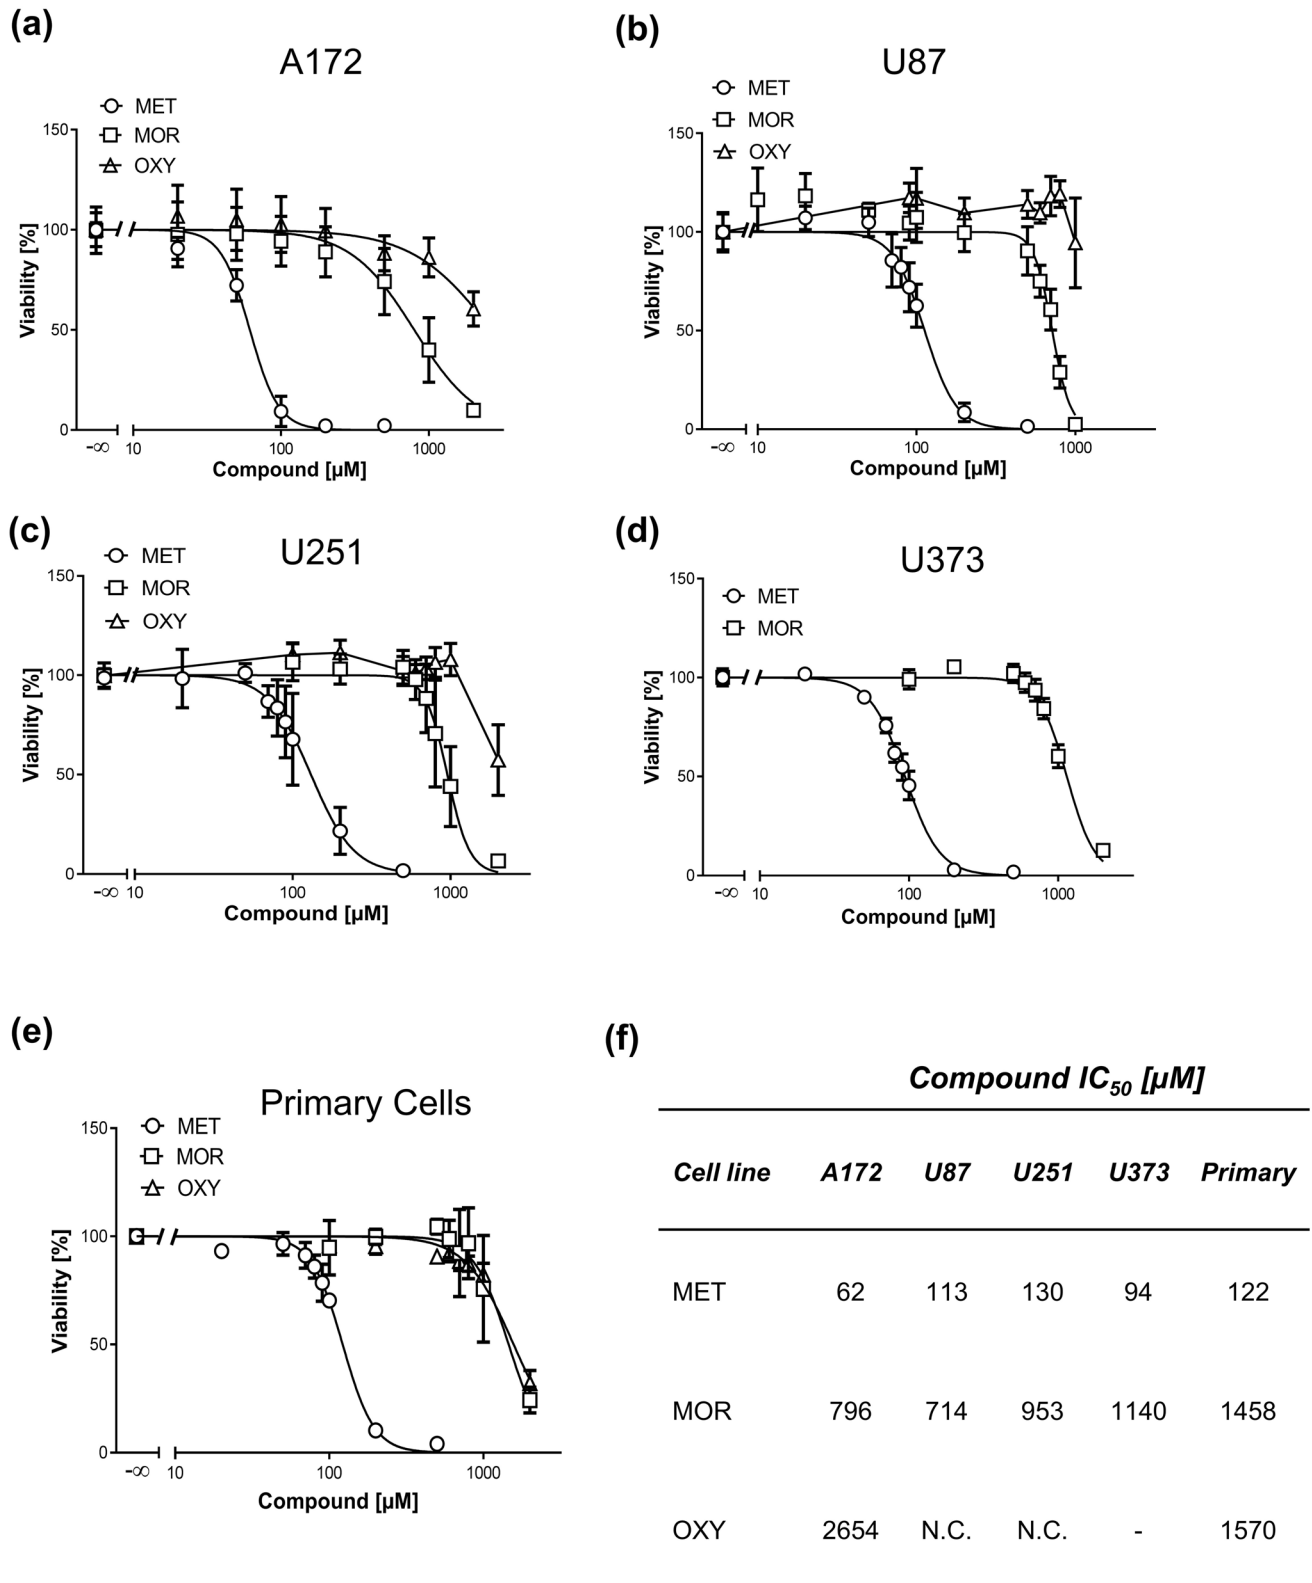 (a)
A172
MET
MOR
OXY
150
100
50
0
Viability [%]
-∞ 10 100 1000
Compound [µM]
(b)
U87
MET
MOR
OXY
150
100
50
0
Viability [%]
-∞ 10 100 1000
Compound [µM]
(c)
U251
MET
MOR
OXY
150
100
50
0
Viability [%]
-∞ 10 100 1000
Compound [µM]
(d)
U373
MET
MOR
150
100
50
0
Viability [%]
-∞ 10 100 1000
Compound [µM]
(e)
Primary Cells
MET
MOR
OXY
150
100
50
0
Viability [%]
-∞ 10 100 1000
Compound [µM]
(f)
Compound IC50 [µM]
Cell line A172 U87 U251 U373 Primary
MET 62 113 130 94 122
MOR 796 714 953 1140 1458
OXY 2654 N.C. N.C. - 1570